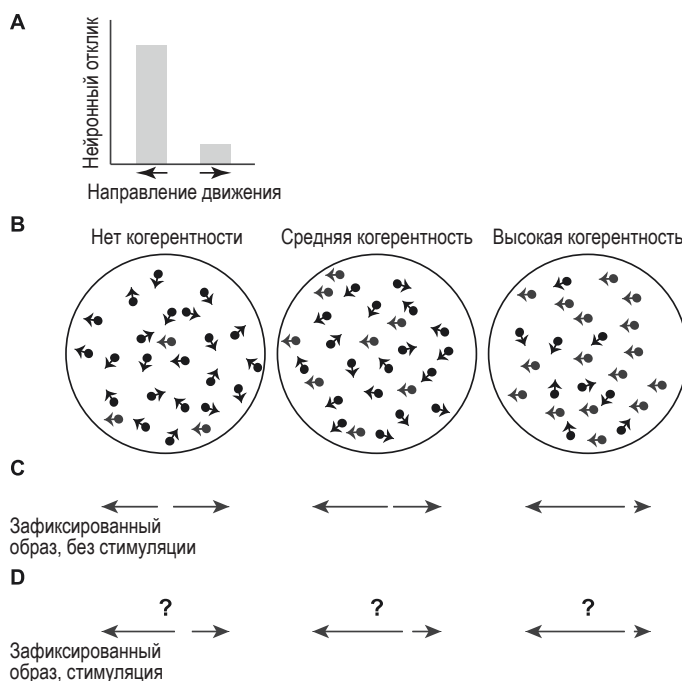 A
Нейронный отклик
Направление движения
B
Нет когерентности
Средняя когерентность
Высокая когерентность
C
Зафиксированный
образ, без стимуляции
D
? ? ?
Зафиксированный
образ, стимуляция